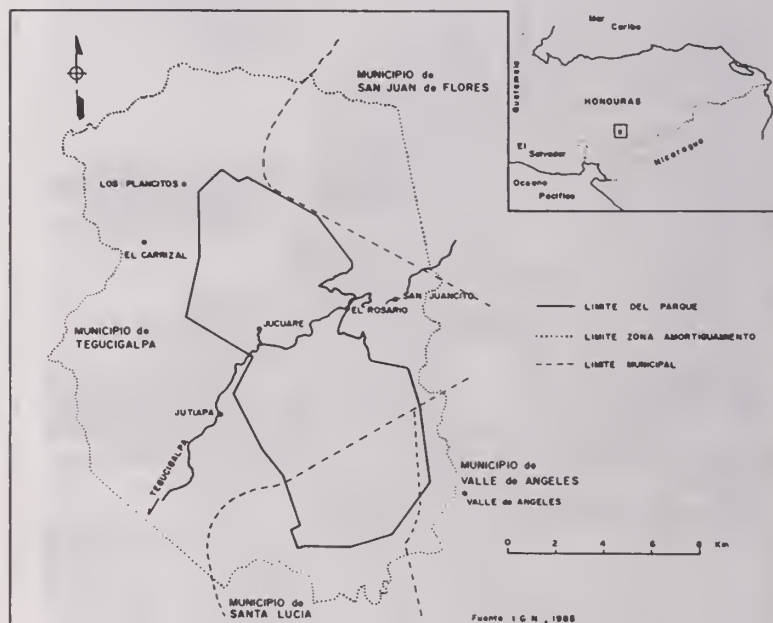 MUNICIPIO de
SAN JUAN de FLORES
LOS PLANCITOS
EL CARRIZAL
MUNICIPIO de
TEGUCIGALPA
JUCUARE
EL ROSARIO
SAN JUANCITO
JUTIAPA
TEGUCIGALPA
MUNICIPIO de
VALLE de ANGELES
VALLE de ANGELES
MUNICIPIO de
SANTA LUCIA
Mar
Caribe
Guatemala
HONDURAS
El
Salvador
Nicaragua
Oceano
Pacifico
LIMITE DEL PARQUE
LIMITE ZONA AMORTIGUAMIENTO
LIMITE MUNICIPAL
0 2 4 6 8 Km
Fuente I G N , 1988